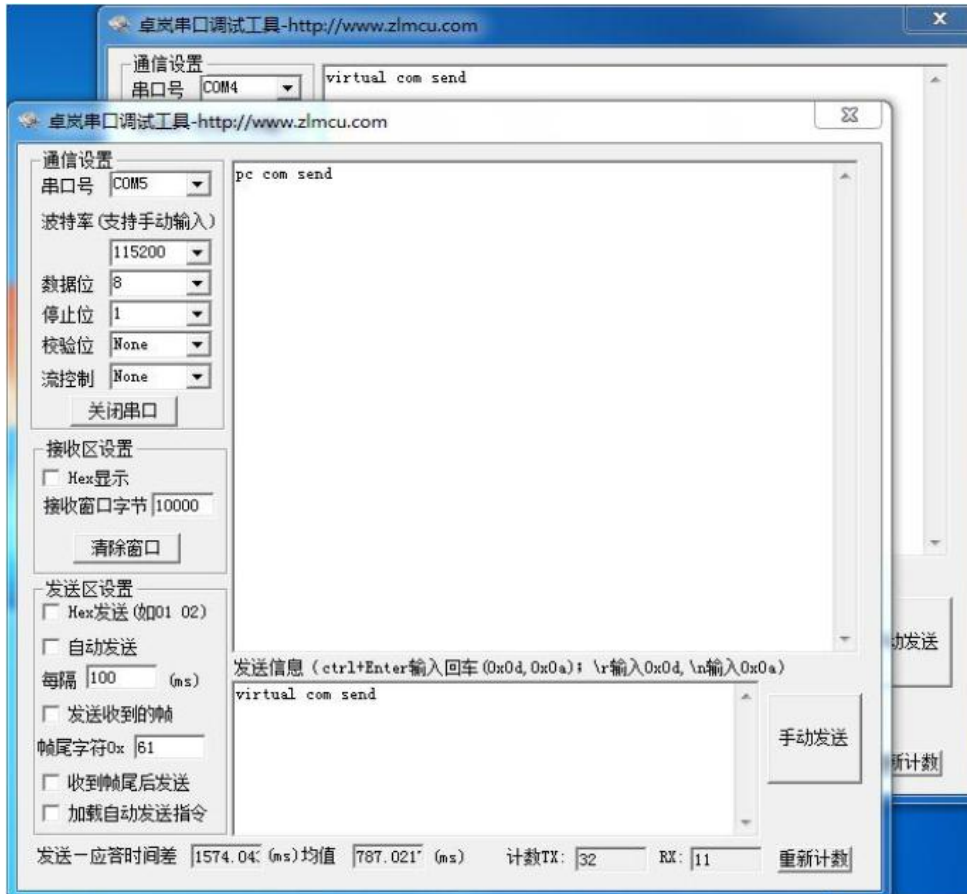 卓岚串口调试工具-http://www.zlmcu.com
通信设置
串口号 COM4
virtual com send
卓岚串口调试工具-http://www.zlmcu.com
通信设置
串口号 COM5
波特率(支持手动输入)
115200
数据位 8
停止位 1
校验位 None
流控制 None
关闭串口
接收区设置
Hex显示
接收窗口字节 10000
清除窗口
发送区设置
Hex发送(如01 02)
自动发送
每隔 100 (ms)
发送收到的帧
帧尾字符0x 61
收到帧尾后发送
加载自动发送指令
pc com send
发送信息(ctrl+Enter输入回车(0x0d,0x0a); \r输入0x0d,\n输入0x0a)
virtual com send
手动发送
发送一应答时间差 1574.04 (ms)均值 787.021 (ms) 计数TX: 32 RX: 11 重新计数
动发送
新计数